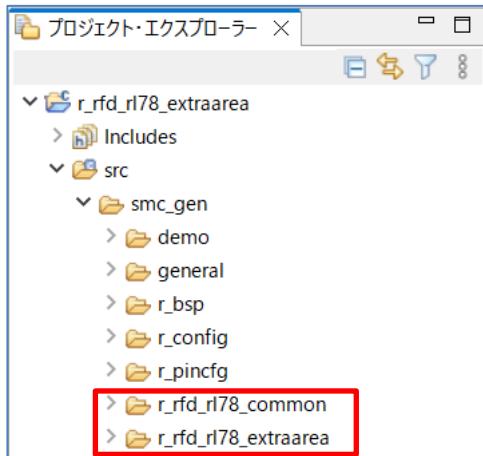 プロジェクト・エクスプローラー
r_rfd_rl78_extraarea
Includes
src
smc_gen
demo
general
r_bsp
r_config
r_pincfg
r_rfd_rl78_common
r_rfd_rl78_extraarea